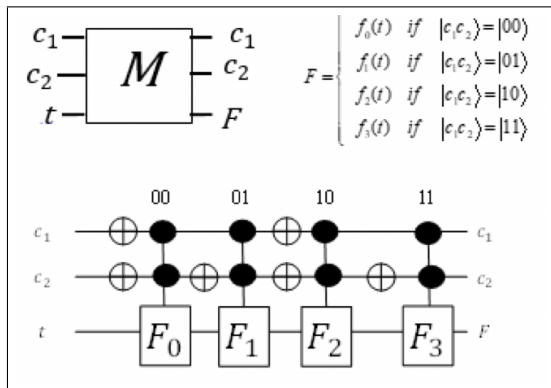 c₁ M c₁
c₂ c₂
t F
F = { f₀(t) if |c₁c₂⟩=|00⟩
f₁(t) if |c₁c₂⟩=|01⟩
f₂(t) if |c₁c₂⟩=|10⟩
f₃(t) if |c₁c₂⟩=|11⟩
00 01 10 11
c₁ c₁
c₂ c₂
t F₀ F₁ F₂ F₃ F